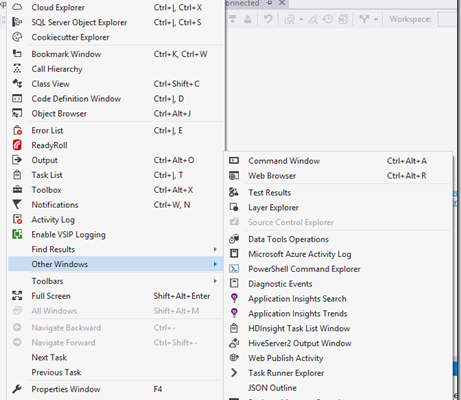 Cloud Explorer Ctrl+\, Ctrl+X
SQL Server Object Explorer Ctrl+\, Ctrl+S
Cookiecutter Explorer
Bookmark Window Ctrl+K, Ctrl+W
Call Hierarchy
Class View Ctrl+Shift+C
Code Definition Window Ctrl+\, D
Object Browser Ctrl+Alt+J
Error List Ctrl+\, E
ReadyRoll
Output Ctrl+Alt+O
Task List Ctrl+\, T
Toolbox Ctrl+Alt+X
Notifications Ctrl+W, N
Activity Log
Enable VSIP Logging
Find Results
Other Windows
Toolbars
Full Screen Shift+Alt+Enter
All Windows Shift+Alt+M
Navigate Backward Ctrl+-
Navigate Forward Ctrl+Shift+-
Next Task
Previous Task
Properties Window F4
onnected
Workspace:
Command Window Ctrl+Alt+A
Web Browser Ctrl+Alt+R
Test Results
Layer Explorer
Source Control Explorer
Data Tools Operations
Microsoft Azure Activity Log
PowerShell Command Explorer
Diagnostic Events
Application Insights Search
Application Insights Trends
HDInsight Task List Window
HiveServer2 Output Window
Web Publish Activity
Task Runner Explorer
JSON Outline